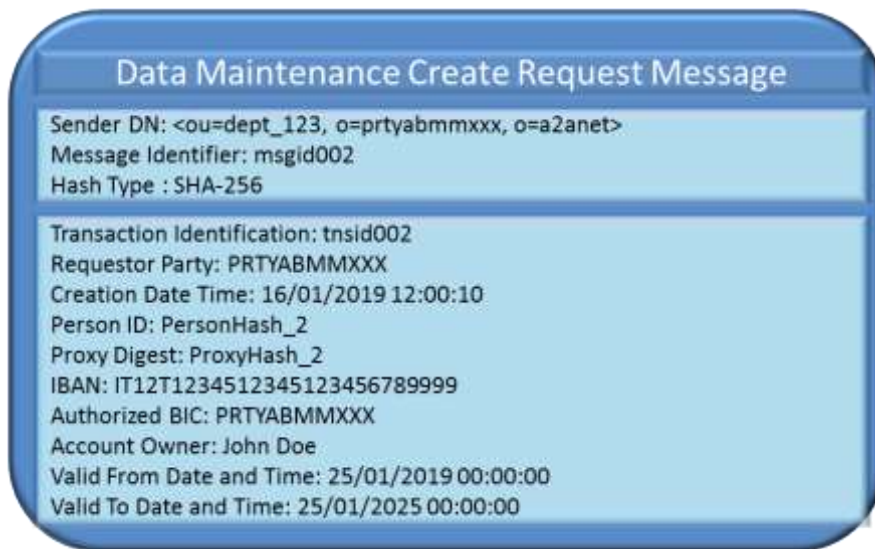 Data Maintenance Create Request Message
Sender DN: <ou=dept_123, o=prtyabmmxxx, o=a2anet>
Message Identifier: msgid002
Hash Type : SHA-256
Transaction Identification: tnsid002
Requestor Party: PRTYABMMXXX
Creation Date Time: 16/01/2019 12:00:10
Person ID: PersonHash_2
Proxy Digest: ProxyHash_2
IBAN: IT12T1234512345123456789999
Authorized BIC: PRTYABMMXXX
Account Owner: John Doe
Valid From Date and Time: 25/01/2019 00:00:00
Valid To Date and Time: 25/01/2025 00:00:00